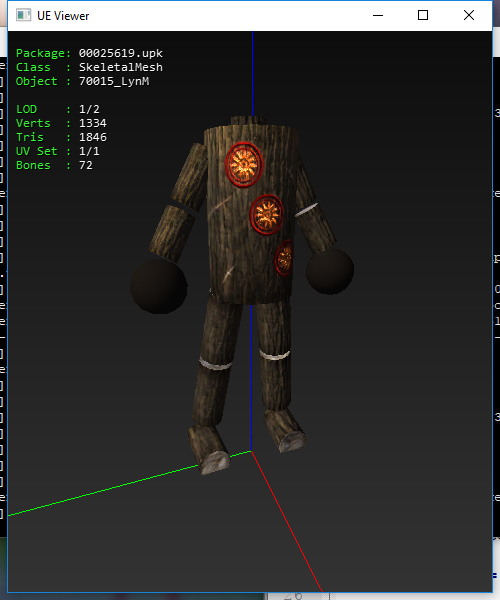 UE Viewer
Package: 00025619.upk
Class  : SkeletalMesh
Object : 70015_LynM
LOD    : 1/2
Verts  : 1334
Tris   : 1846
UV Set : 1/1
Bones  : 72
26